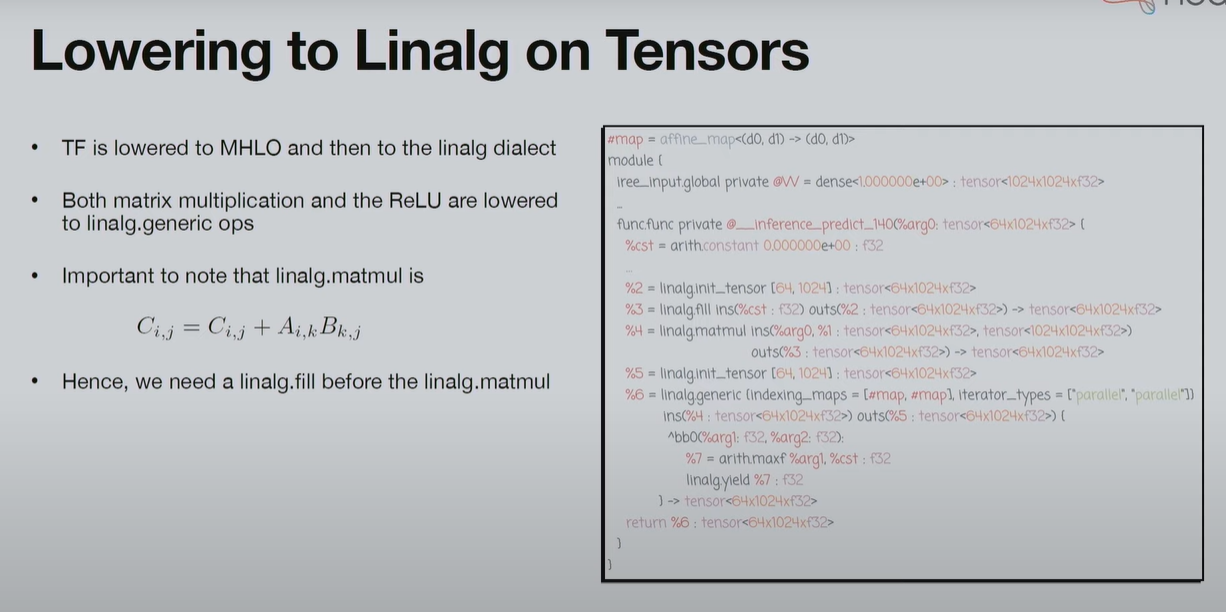 Lowering to Linalg on Tensors
• TF is lowered to MHLO and then to the linalg dialect
• Both matrix multiplication and the ReLU are lowered
to linalg.generic ops
• Important to note that linalg.matmul is
C_{i,j} = C_{i,j} + A_{i,k}B_{k,j}
• Hence, we need a linalg.fill before the linalg.matmul
#map = affine_map<(d0, d1) -> (d0, d1)>
module {
iree_input.global private @W = dense<1.000000e+00> : tensor<1024x1024xf32>
...
func.func private @__inference_predict_140(%arg0: tensor<64x1024xf32> {
%cst = arith.constant 0.000000e+00 : f32
...
%2 = linalg.init_tensor [64, 1024] : tensor<64x1024xf32>
%3 = linalg.fill ins(%cst : f32) outs(%2 : tensor<64x1024xf32>) -> tensor<64x1024xf32>
%4 = linalg.matmul ins(%arg0, %1 : tensor<64x1024xf32>, tensor<1024x1024xf32>)
outs(%3 : tensor<64x1024xf32>) -> tensor<64x1024xf32>
%5 = linalg.init_tensor [64, 1024] : tensor<64x1024xf32>
%6 = linalg.generic {indexing_maps = [#map, #map], iterator_types = ["parallel", "parallel"]}
ins(%4 : tensor<64x1024xf32>) outs(%5 : tensor<64x1024xf32>) {
^bb0(%arg1: f32, %arg2: f32):
%7 = arith.maxf %arg1, %cst : f32
linalg.yield %7 : f32
} -> tensor<64x1024xf32>
return %6 : tensor<64x1024xf32>
}
}